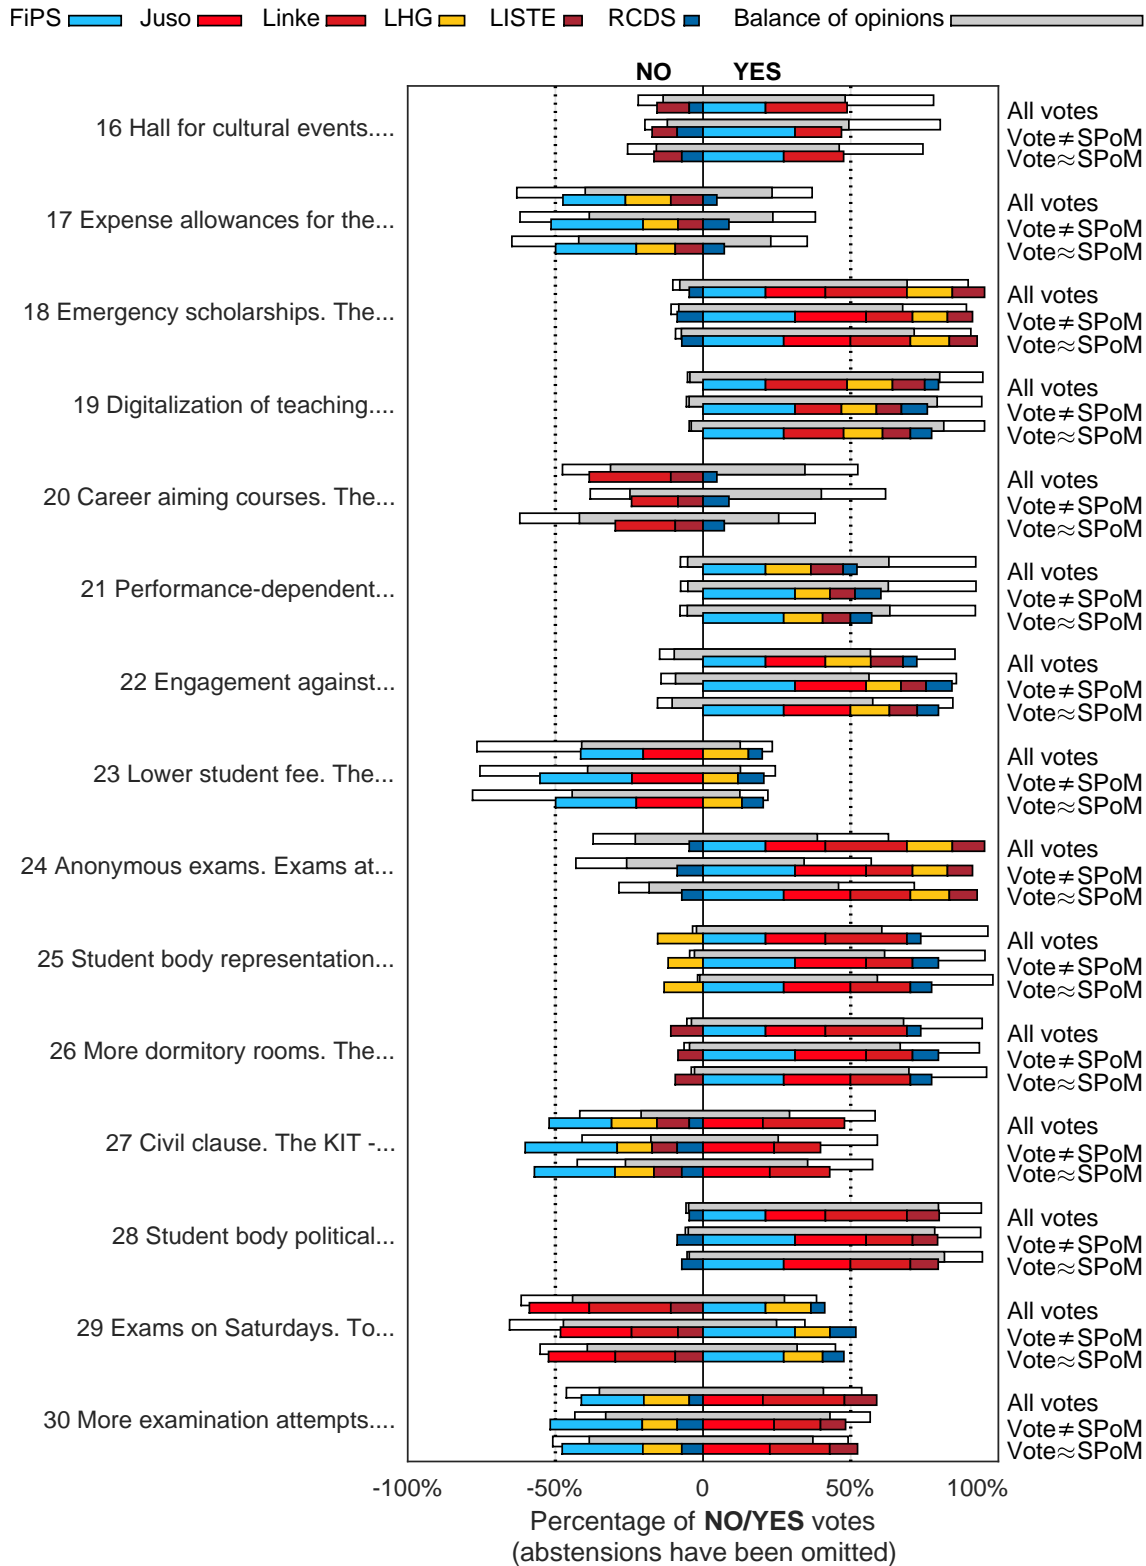 FiPS Juso Linke LHG LISTE RCDS Balance of opinions
NO YES
16 Hall for cultural events....
All votes
Vote≠SPoM
Vote≈SPoM
17 Expense allowances for the...
All votes
Vote≠SPoM
Vote≈SPoM
18 Emergency scholarships. The...
All votes
Vote≠SPoM
Vote≈SPoM
19 Digitalization of teaching....
All votes
Vote≠SPoM
Vote≈SPoM
20 Career aiming courses. The...
All votes
Vote≠SPoM
Vote≈SPoM
21 Performance-dependent...
All votes
Vote≠SPoM
Vote≈SPoM
22 Engagement against...
All votes
Vote≠SPoM
Vote≈SPoM
23 Lower student fee. The...
All votes
Vote≠SPoM
Vote≈SPoM
24 Anonymous exams. Exams at...
All votes
Vote≠SPoM
Vote≈SPoM
25 Student body representation...
All votes
Vote≠SPoM
Vote≈SPoM
26 More dormitory rooms. The...
All votes
Vote≠SPoM
Vote≈SPoM
27 Civil clause. The KIT -...
All votes
Vote≠SPoM
Vote≈SPoM
28 Student body political...
All votes
Vote≠SPoM
Vote≈SPoM
29 Exams on Saturdays. To...
All votes
Vote≠SPoM
Vote≈SPoM
30 More examination attempts....
All votes
Vote≠SPoM
Vote≈SPoM
-100% -50% 0 50% 100%
Percentage of NO/YES votes
(abstensions have been omitted)